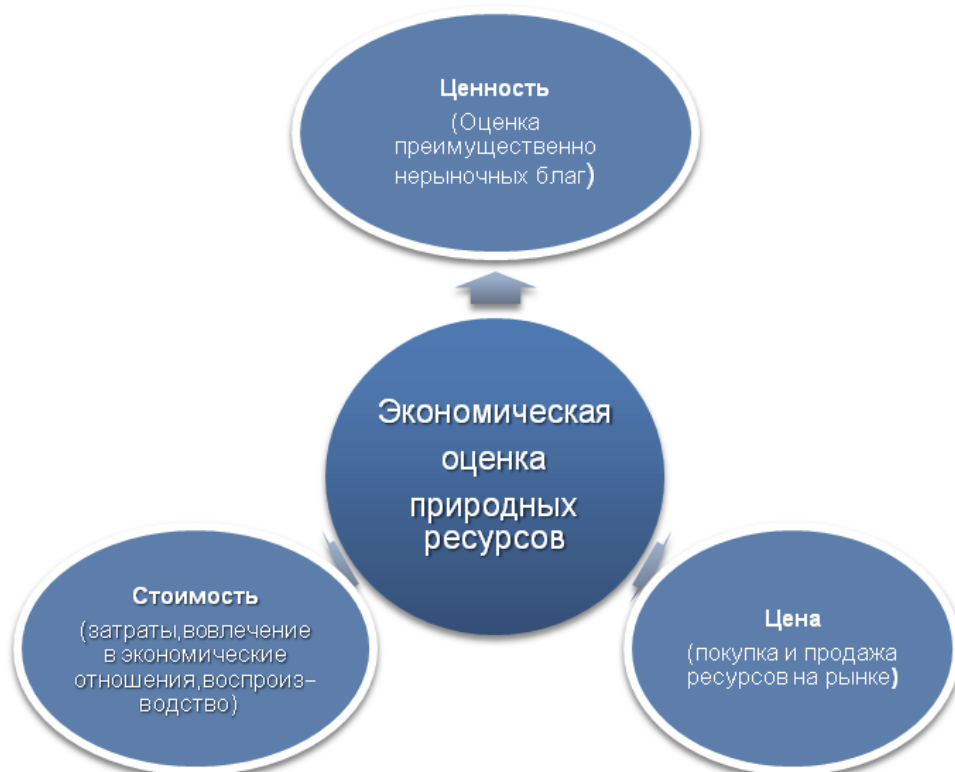 Ценность
(Оценка
преимущественно
нерыночных благ)
Экономическая
оценка
природных
ресурсов
Стоимость
(затраты,вовлечение
в экономические
отношения,воспроиз–
водство)
Цена
(покупка и продажа
ресурсов на рынке)